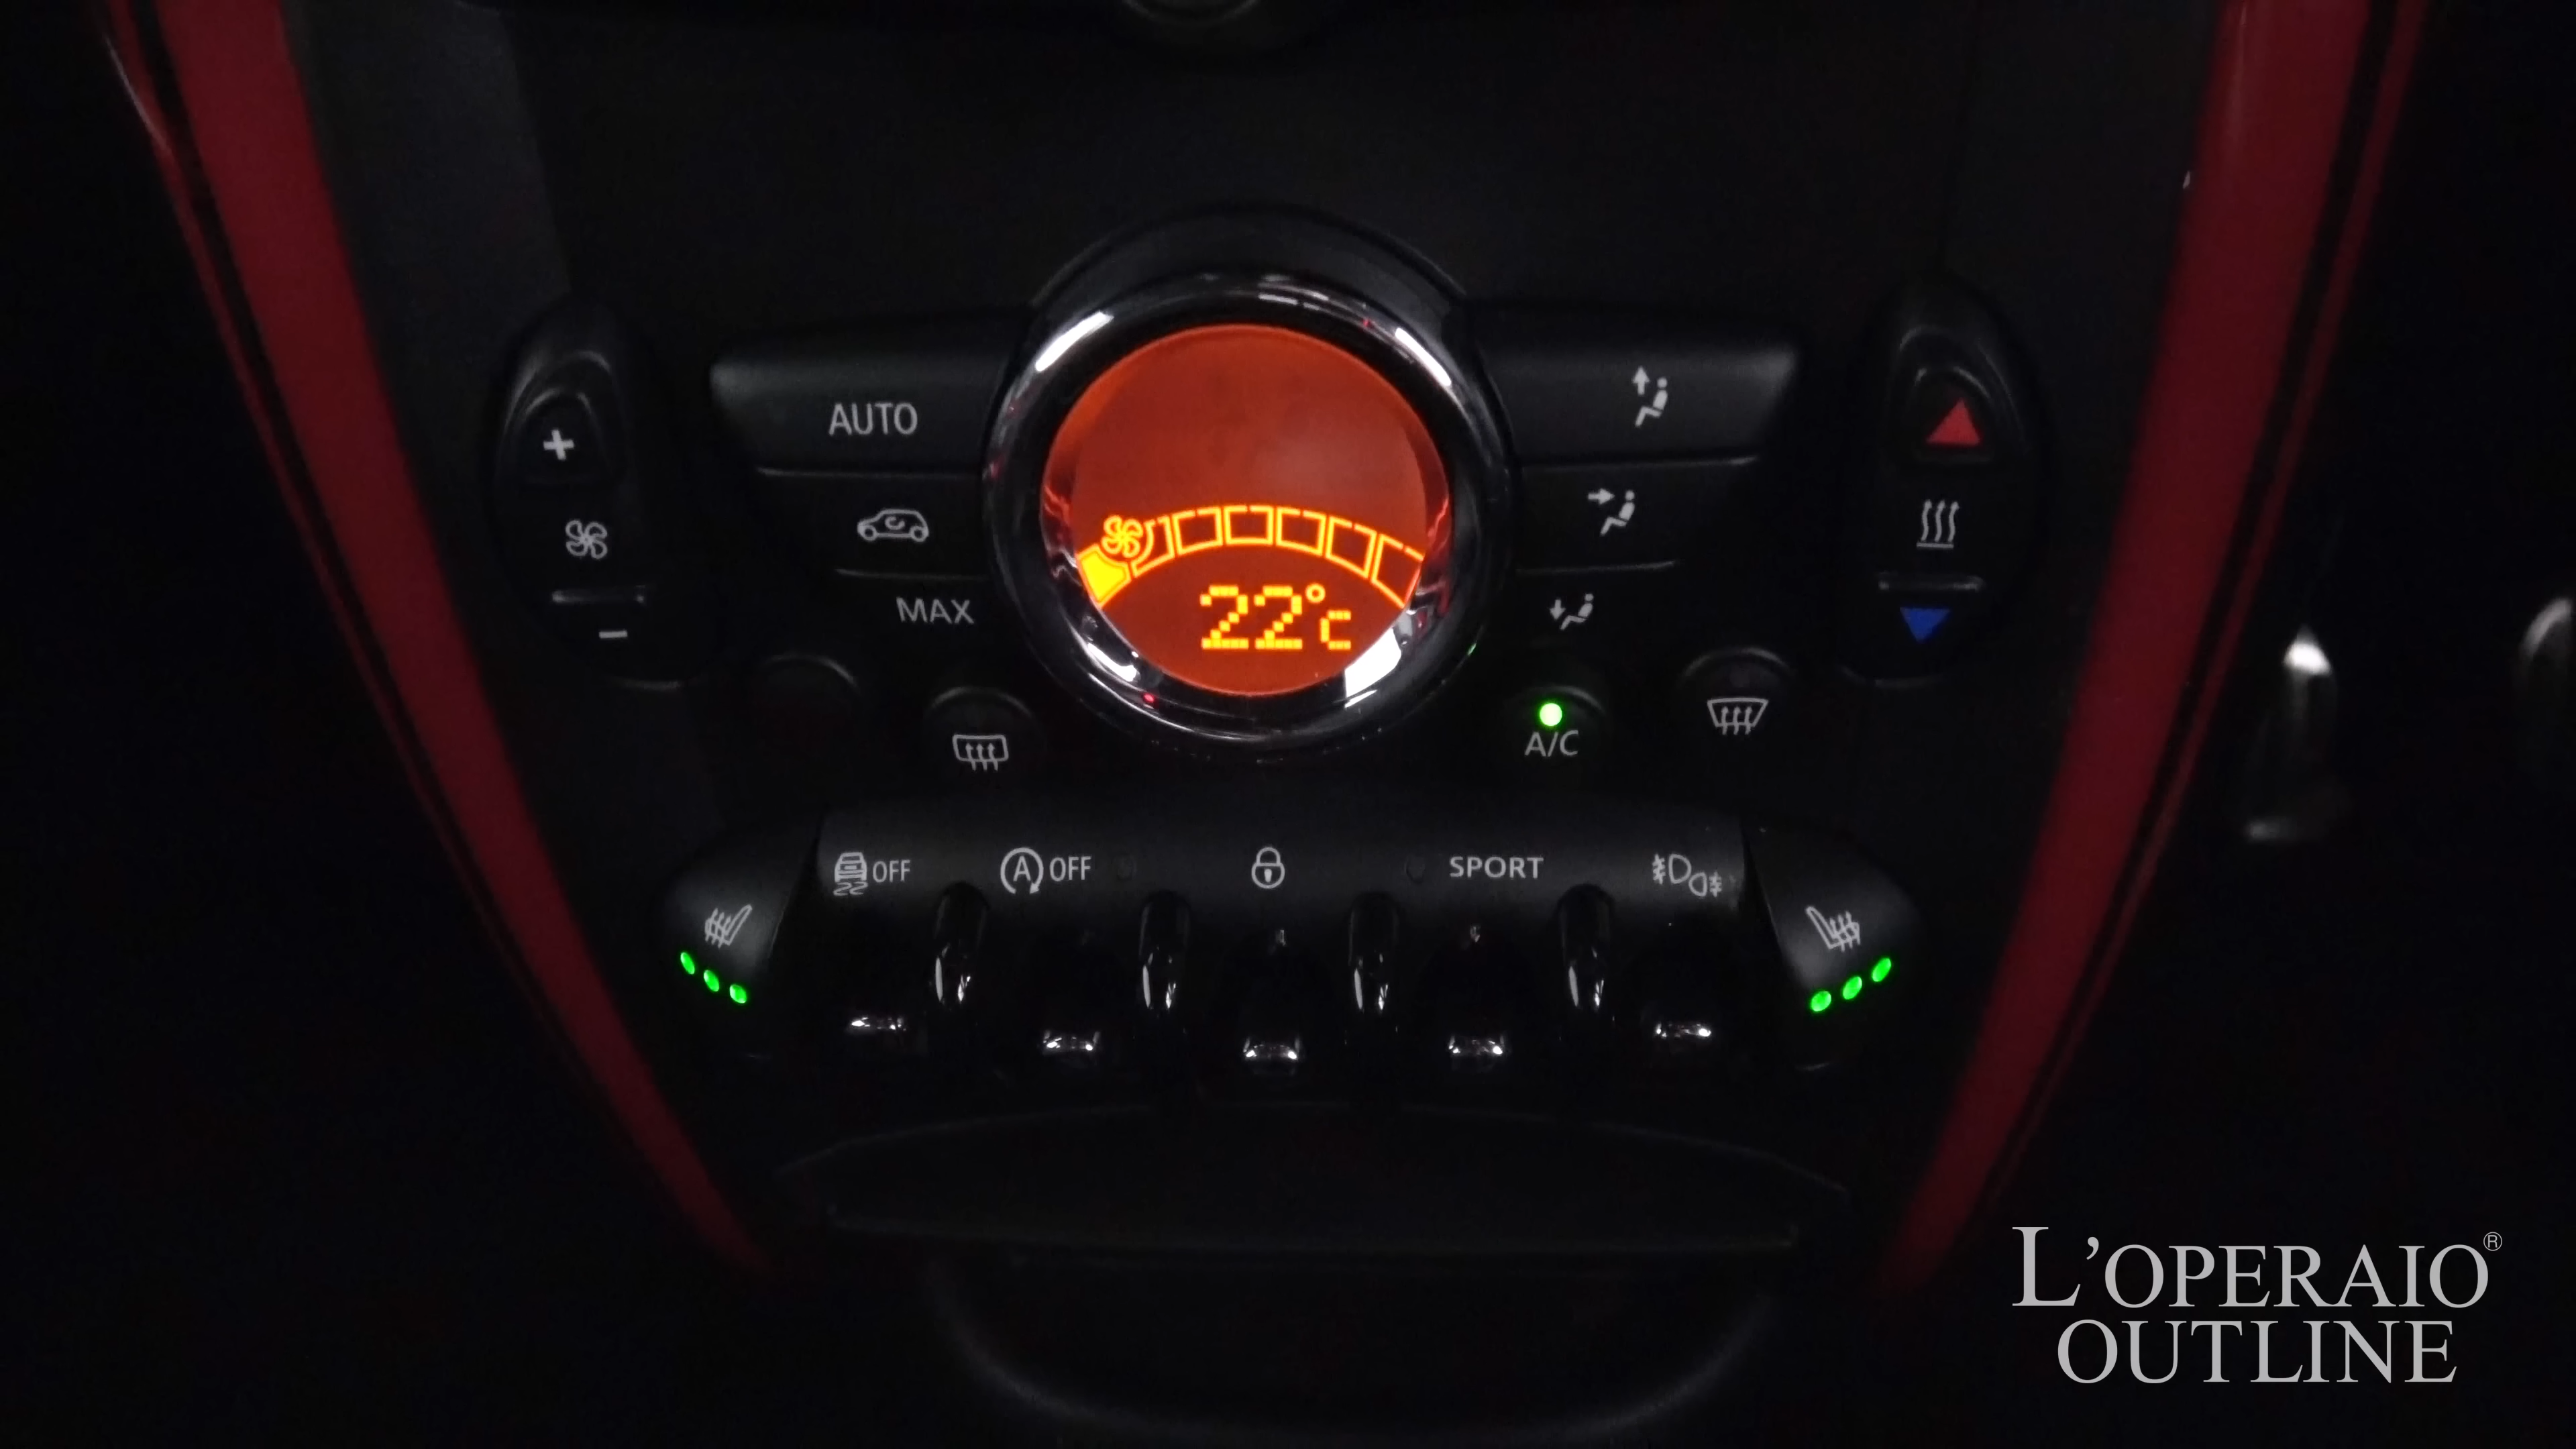 AUTO
MAX
22°C
A/C
OFF
A OFF
SPORT
L'OPERAIO®
OUTLINE